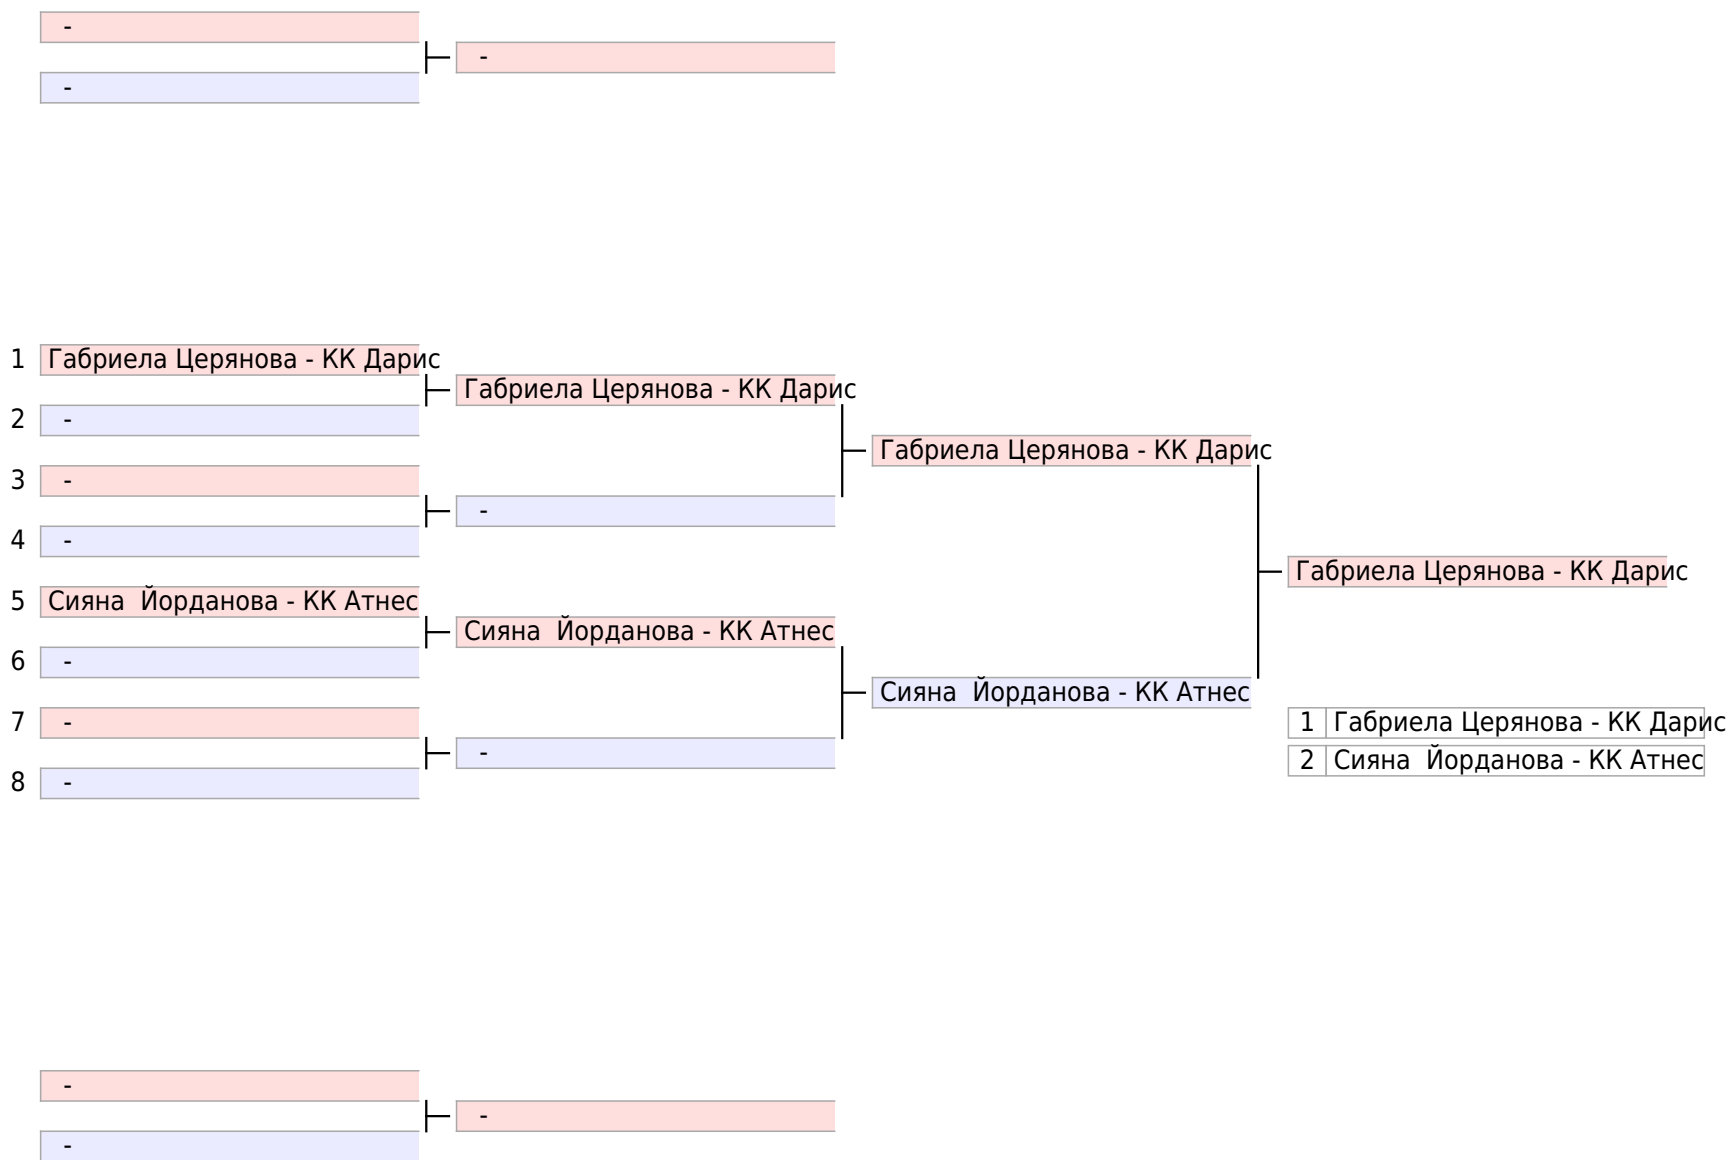 -
-
-
1 Габриела Церянова - КК Дарис
Габриела Церянова - КК Дарис
2 -
Габриела Церянова - КК Дарис
3 -
-
4 -
Габриела Церянова - КК Дарис
5 Сияна  Йорданова - КК Атнес
Сияна  Йорданова - КК Атнес
6 -
Сияна  Йорданова - КК Атнес
7 -
1 Габриела Церянова - КК Дарис
-
2 Сияна  Йорданова - КК Атнес
8 -
-
-
-